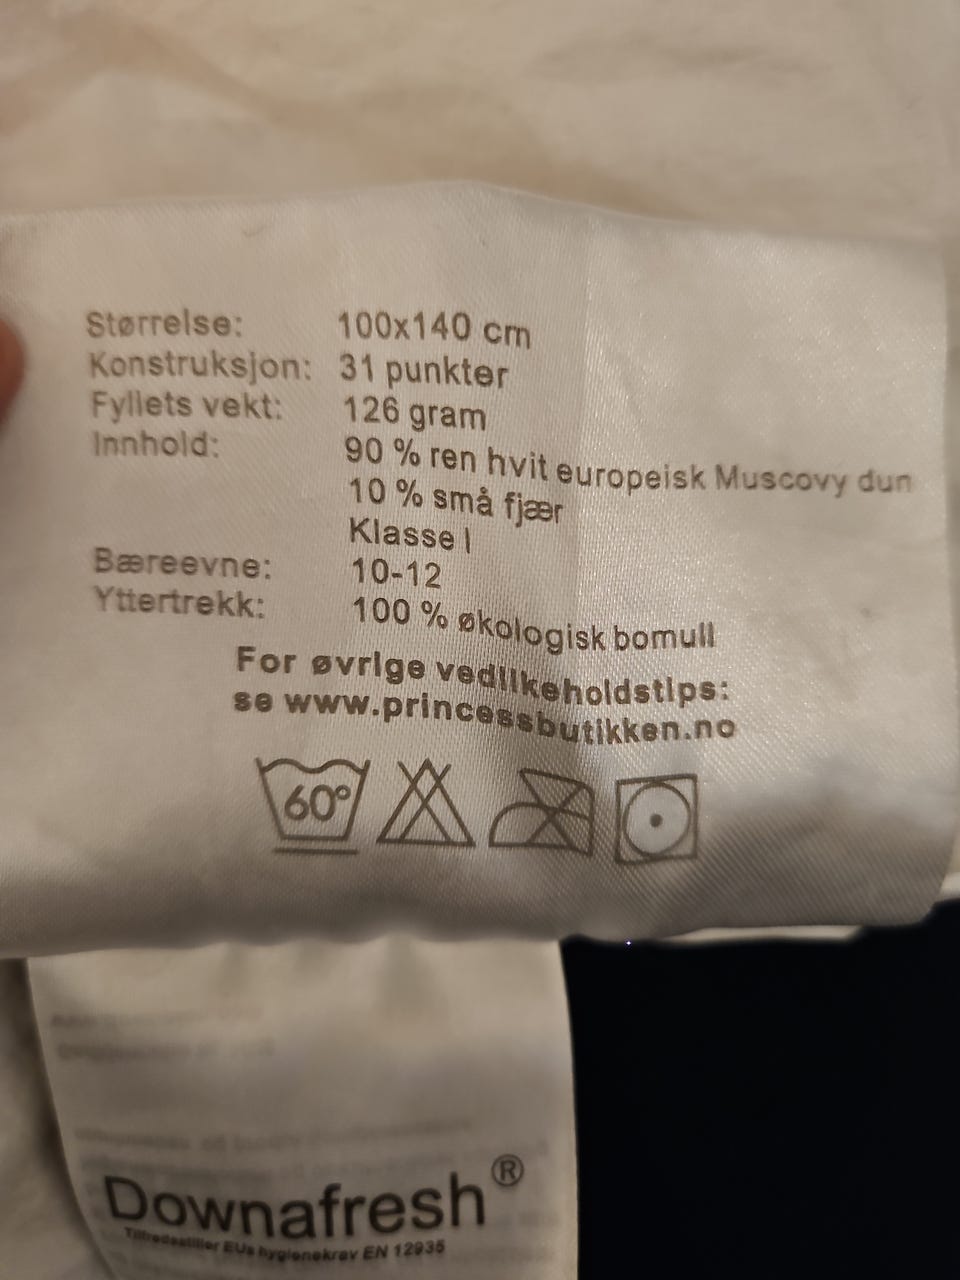 Størrelse: 100x140 cm
Konstruksjon: 31 punkter
Fyllets vekt: 126 gram
Innhold: 90 % ren hvit europeisk Muscovy dun
10 % små fjær
Klasse I
Bæreevne: 10-12
Yttertrekk: 100 % økologisk bomull
For øvrige vedlikeholdstips:
se www.princessbutikken.no
60°
Downafresh®
Tilfredsstiller EUs hygienekrav EN 12935